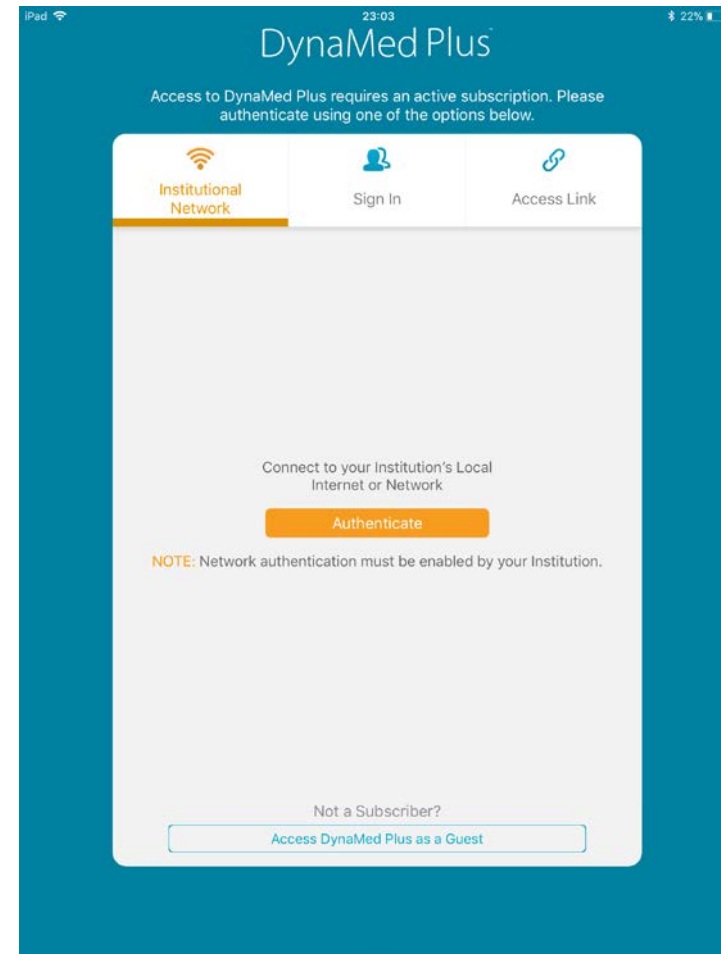 iPad 23:03 22%
DynaMed Plus™
Access to DynaMed Plus requires an active subscription. Please
authenticate using one of the options below.
Institutional
Network
Sign In
Access Link
Connect to your Institution's Local
Internet or Network
Authenticate
NOTE: Network authentication must be enabled by your Institution.
Not a Subscriber?
Access DynaMed Plus as a Guest